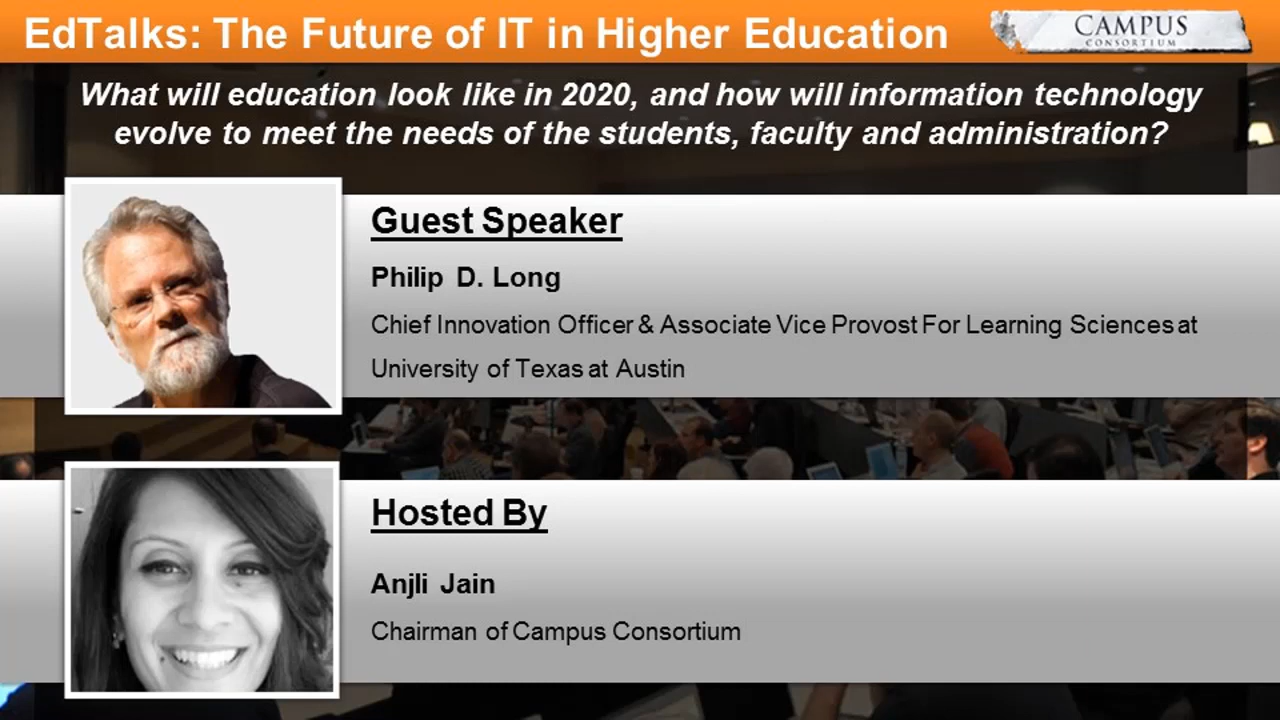 EdTalks: The Future of IT in Higher Education
CAMPUS
CONSORTIUM
What will education look like in 2020, and how will information technology
evolve to meet the needs of the students, faculty and administration?
Guest Speaker
Philip D. Long
Chief Innovation Officer & Associate Vice Provost For Learning Sciences at
University of Texas at Austin
Hosted By
Anjli Jain
Chairman of Campus Consortium